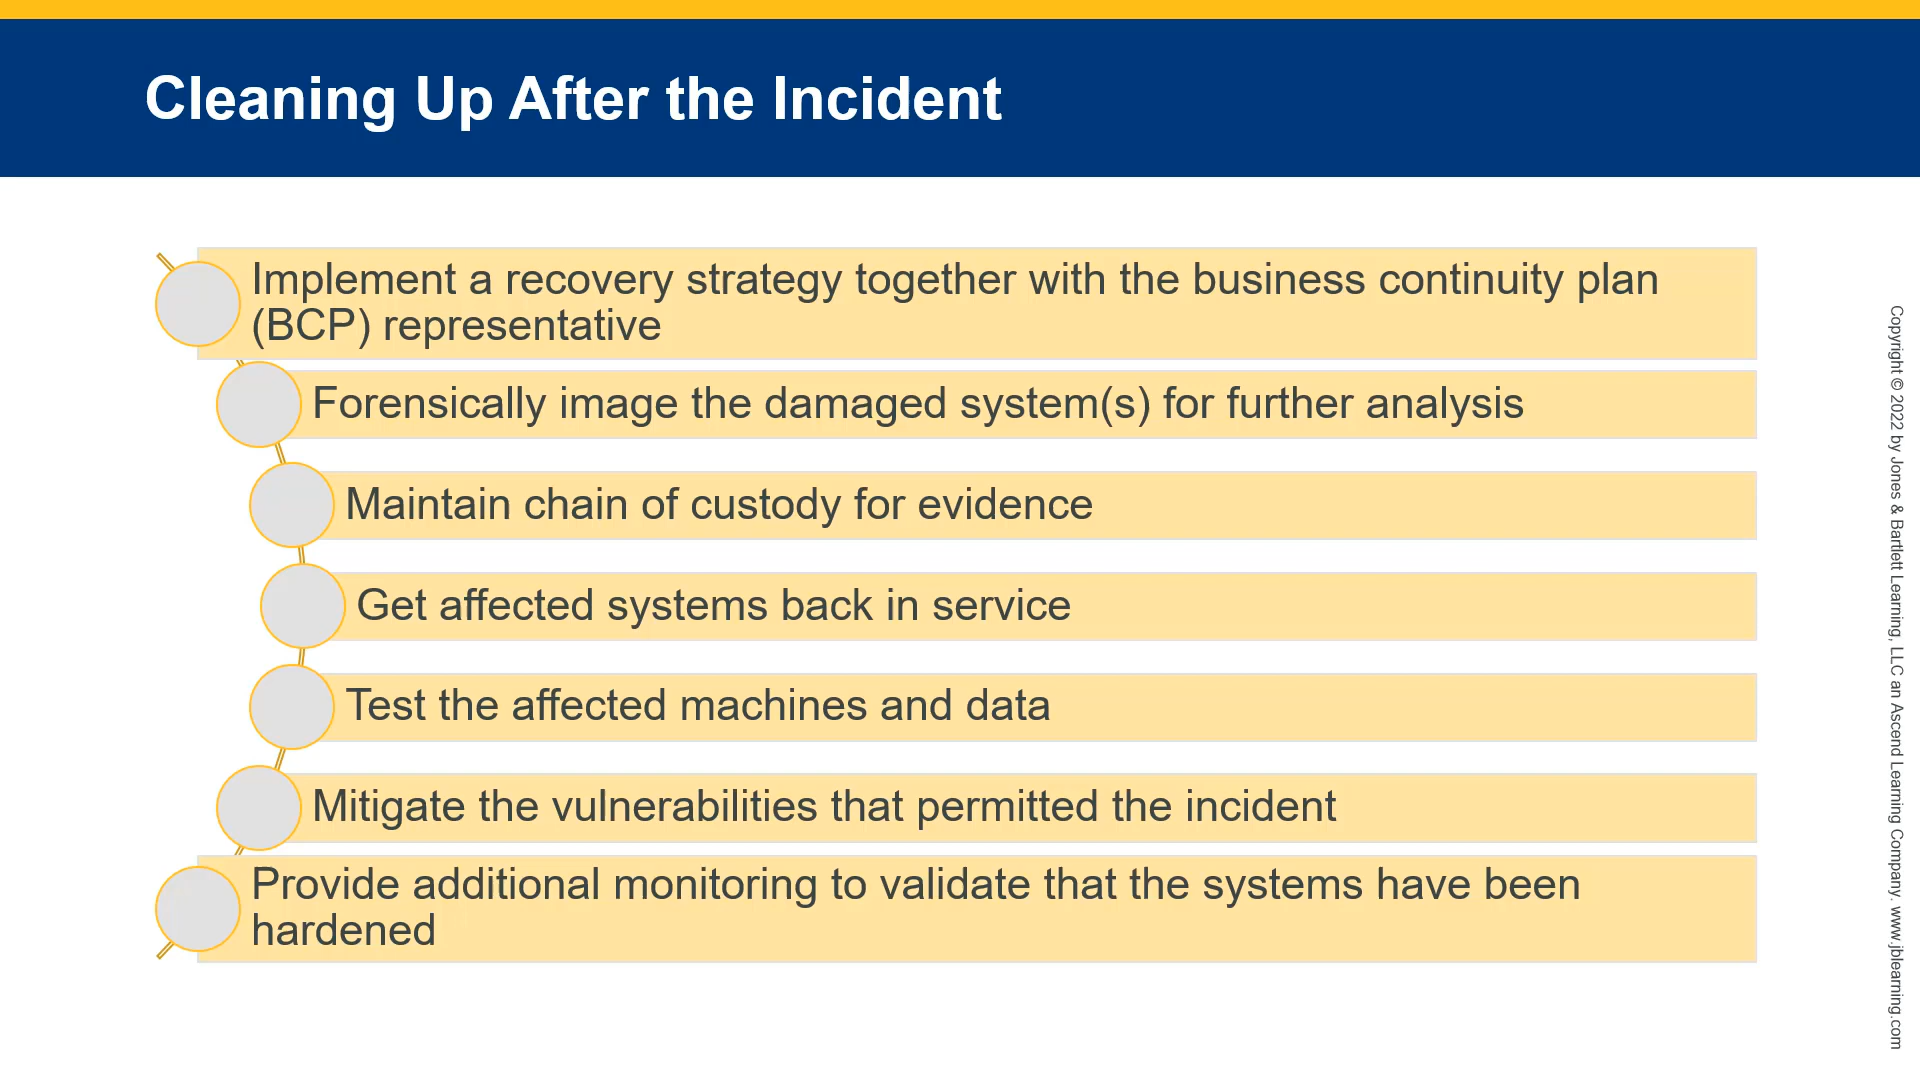 Cleaning Up After the Incident
Implement a recovery strategy together with the business continuity plan
(BCP) representative
Forensically image the damaged system(s) for further analysis
Maintain chain of custody for evidence
Get affected systems back in service
Test the affected machines and data
Mitigate the vulnerabilities that permitted the incident
Provide additional monitoring to validate that the systems have been
hardened
Copyright © 2022 by Jones & Bartlett Learning, LLC an Ascend Learning Company. www.jblearning.com